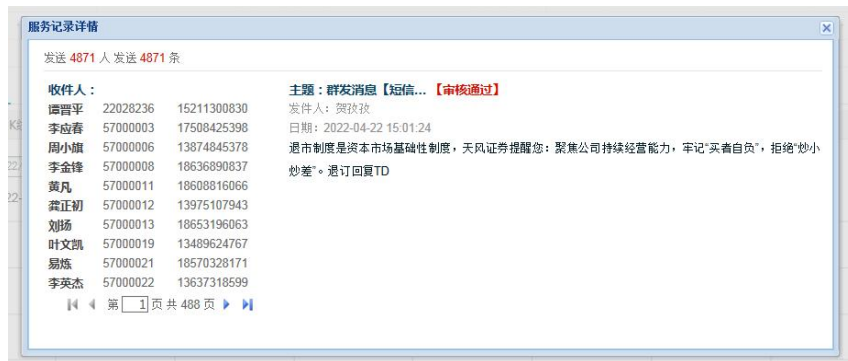 服务记录详情
发送 4871 人 发送 4871 条
收件人：
谭晋平 22028236 15211300830
李应春 57000003 17508425398
周小旗 57000006 13874845378
李金锋 57000008 18636890837
黄凡 57000011 18608816066
龚正初 57000012 13975107943
刘扬 57000013 18653196063
叶文凯 57000019 13489624767
易炼 57000021 18570328171
李英杰 57000022 13637318599
第 1 页 共 488 页
主题：群发消息【短信... 【审核通过】
发件人：贺孜孜
日期：2022-04-22 15:01:24
退市制度是资本市场基础性制度，天风证券提醒您：聚焦公司持续经营能力，牢记“买者自负”，拒绝“炒小
炒差”。退订回复TD